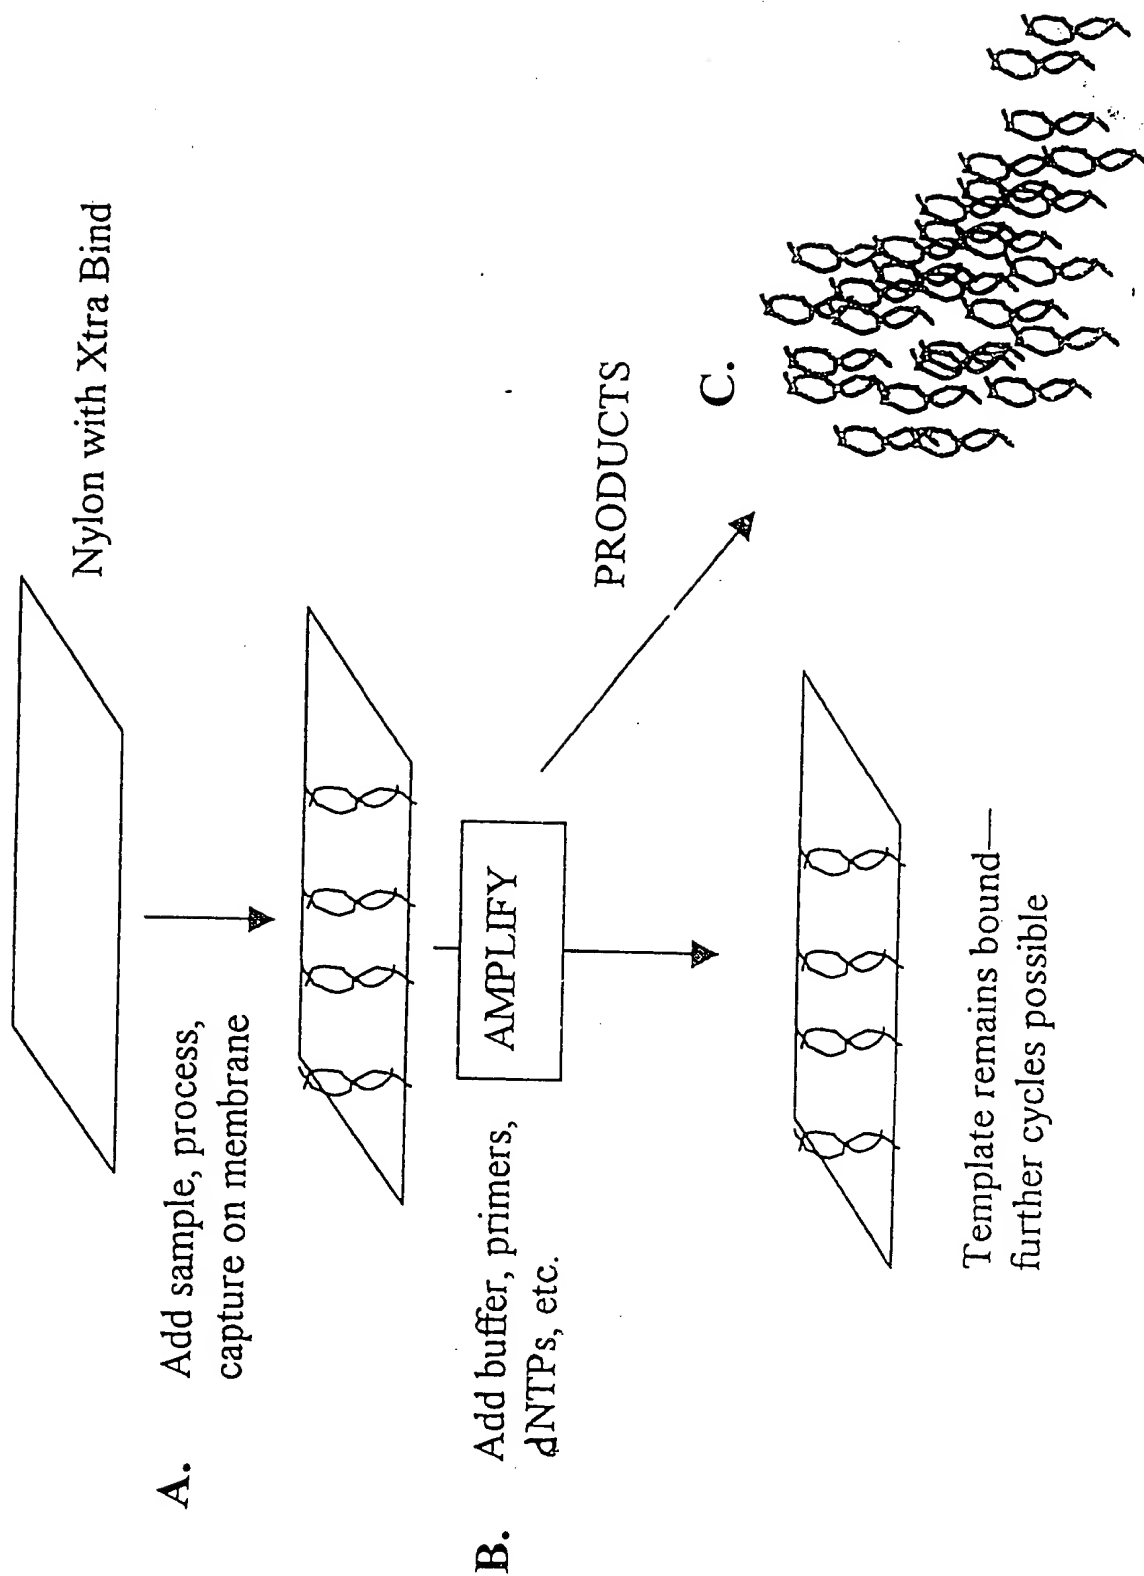 Nylon with Xtra Bind
A. Add sample, process,
capture on membrane
B. Add buffer, primers,
dNTPs, etc.
AMPLIFY
PRODUCTS
C.
Template remains bound—
further cycles possible